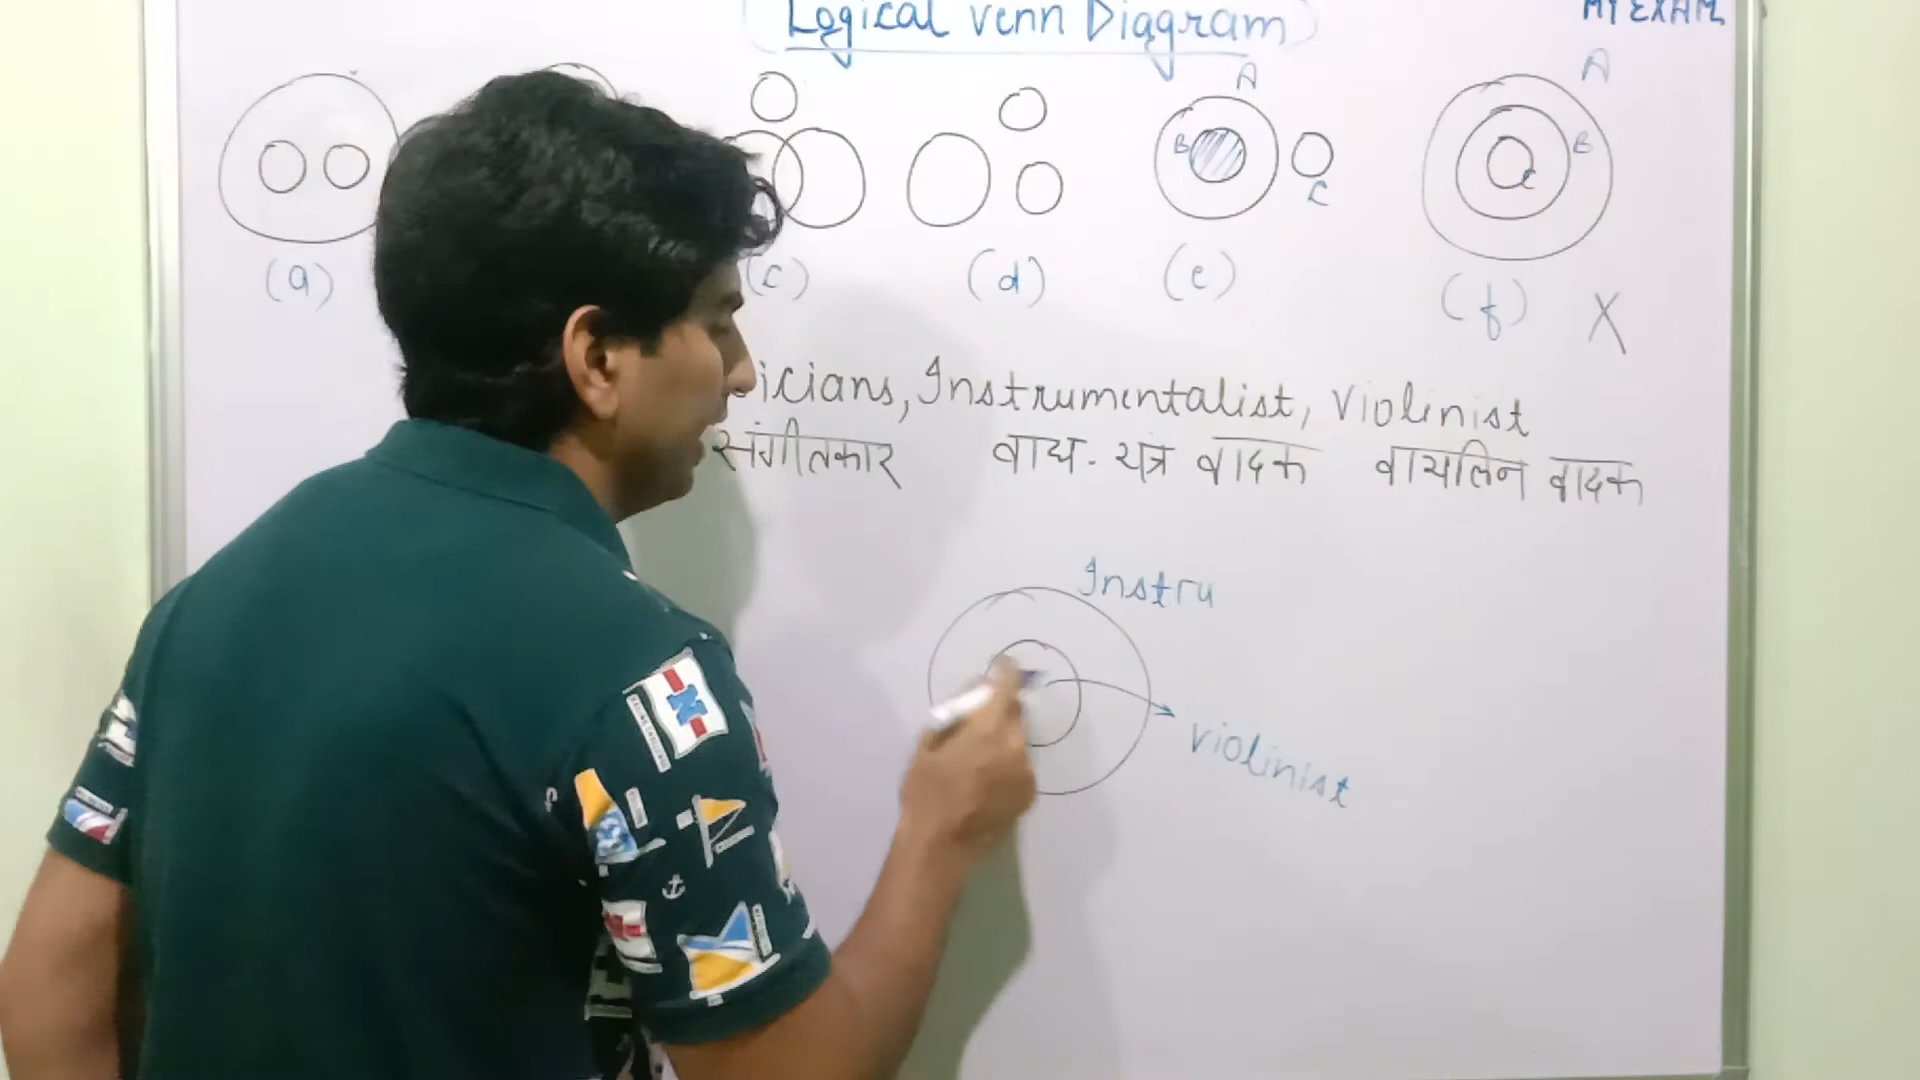 Logical Venn Diagram
MY EXAM
A
B
C
A
B
C
(a)
(c)
(d)
(e)
(f)
X
icians, Instrumentalist, Violinist
संगीतकार वाद्य - यंत्र वादक वायलिन वादक
Instru
violinist
N